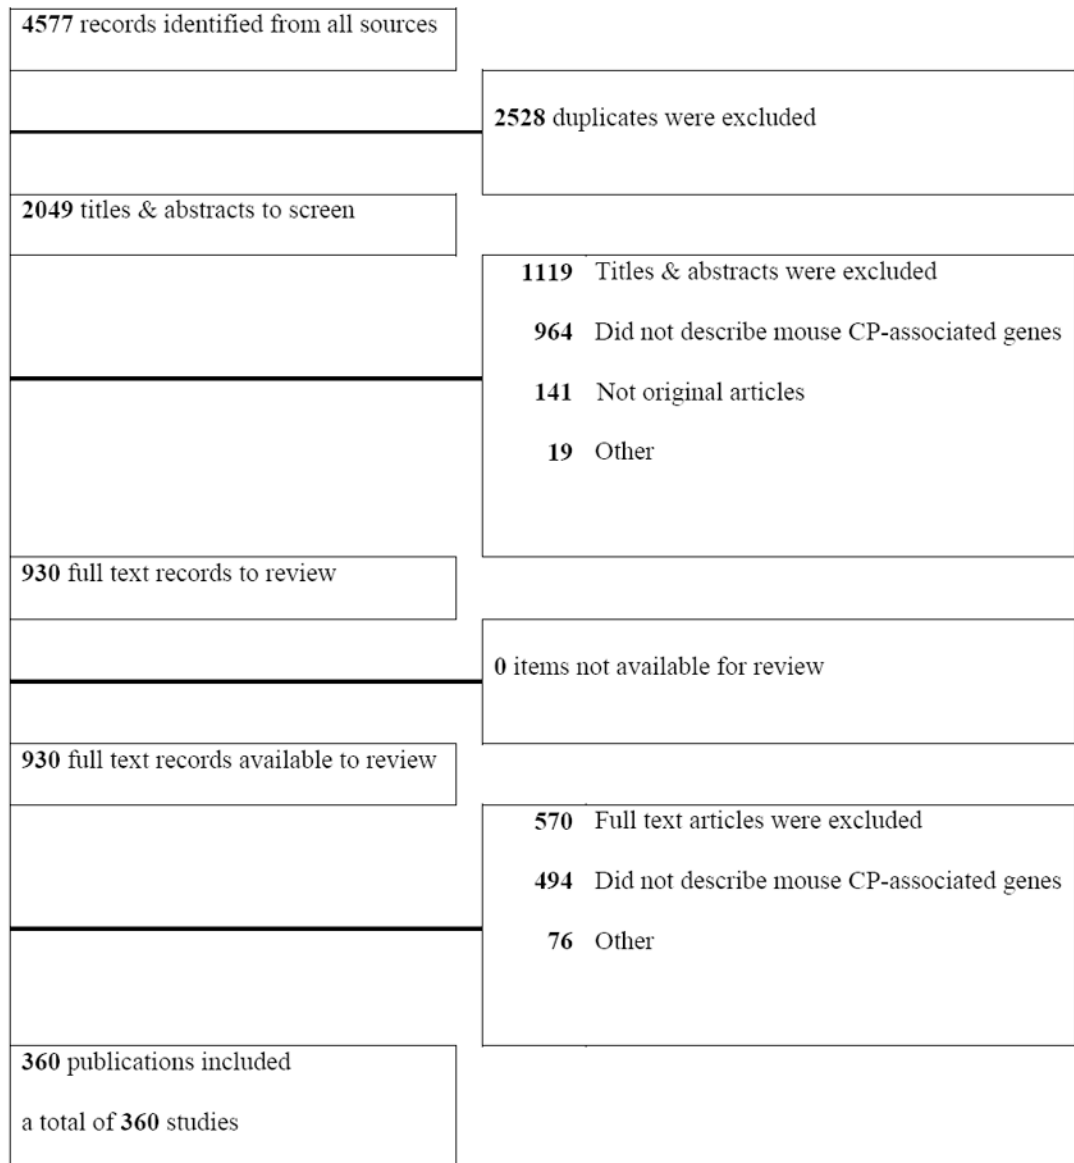 4577 records identified from all sources
2528 duplicates were excluded
2049 titles & abstracts to screen
1119 Titles & abstracts were excluded
964 Did not describe mouse CP-associated genes
141 Not original articles
19 Other
930 full text records to review
0 items not available for review
930 full text records available to review
570 Full text articles were excluded
494 Did not describe mouse CP-associated genes
76 Other
360 publications included
a total of 360 studies